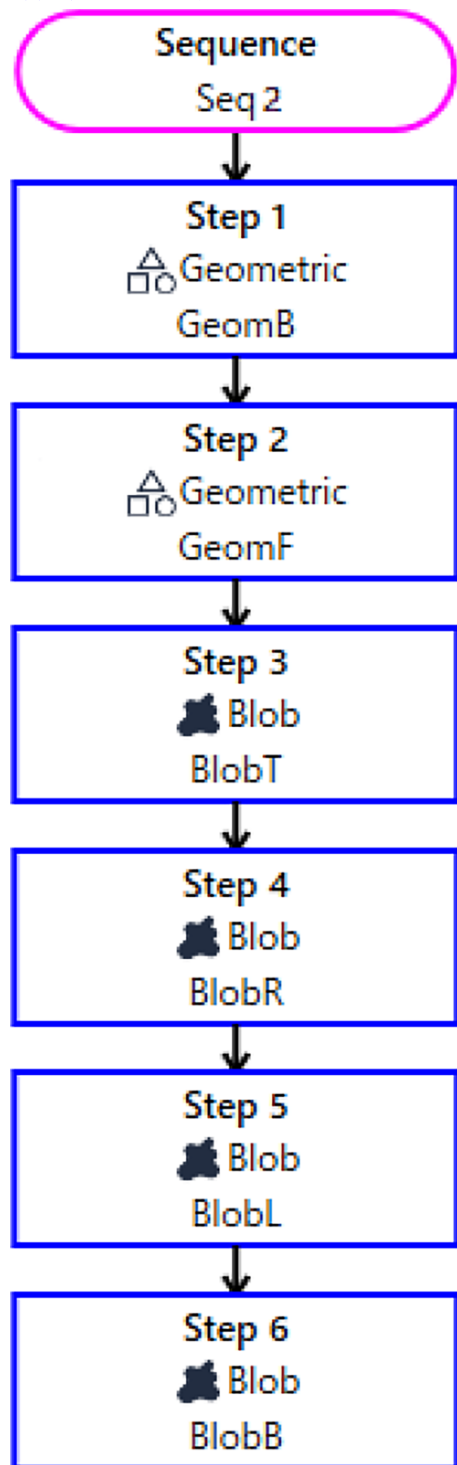 Sequence
Seq 2
Step 1
Geometric
GeomB
Step 2
Geometric
GeomF
Step 3
Blob
BlobT
Step 4
Blob
BlobR
Step 5
Blob
BlobL
Step 6
Blob
BlobB